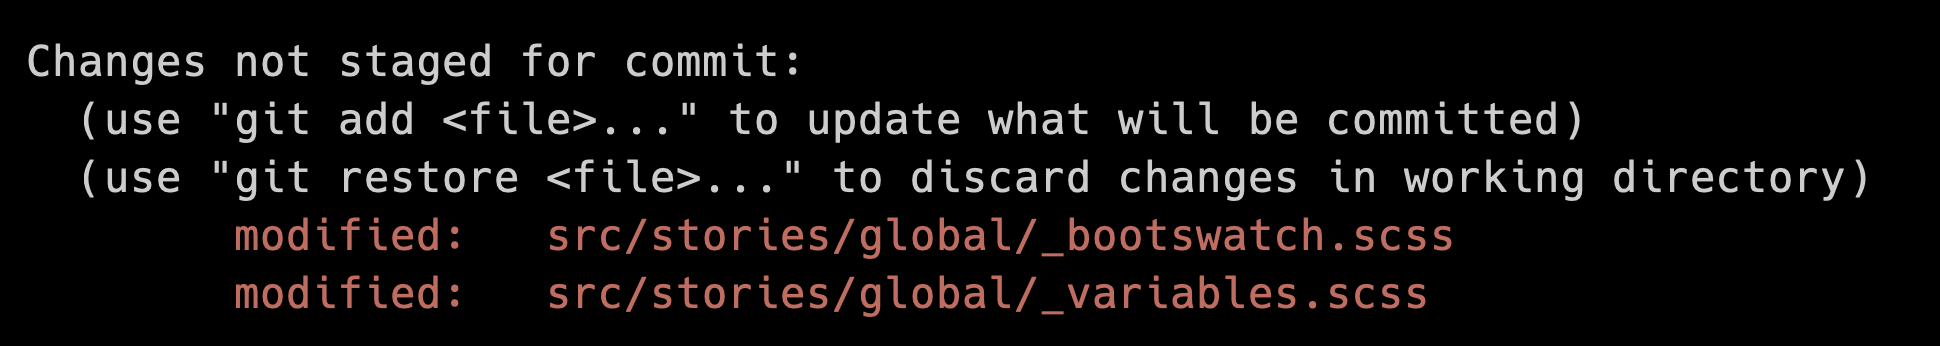 Changes not staged for commit:
  (use "git add <file>..." to update what will be committed)
  (use "git restore <file>..." to discard changes in working directory)
        modified:   src/stories/global/_bootswatch.scss
        modified:   src/stories/global/_variables.scss